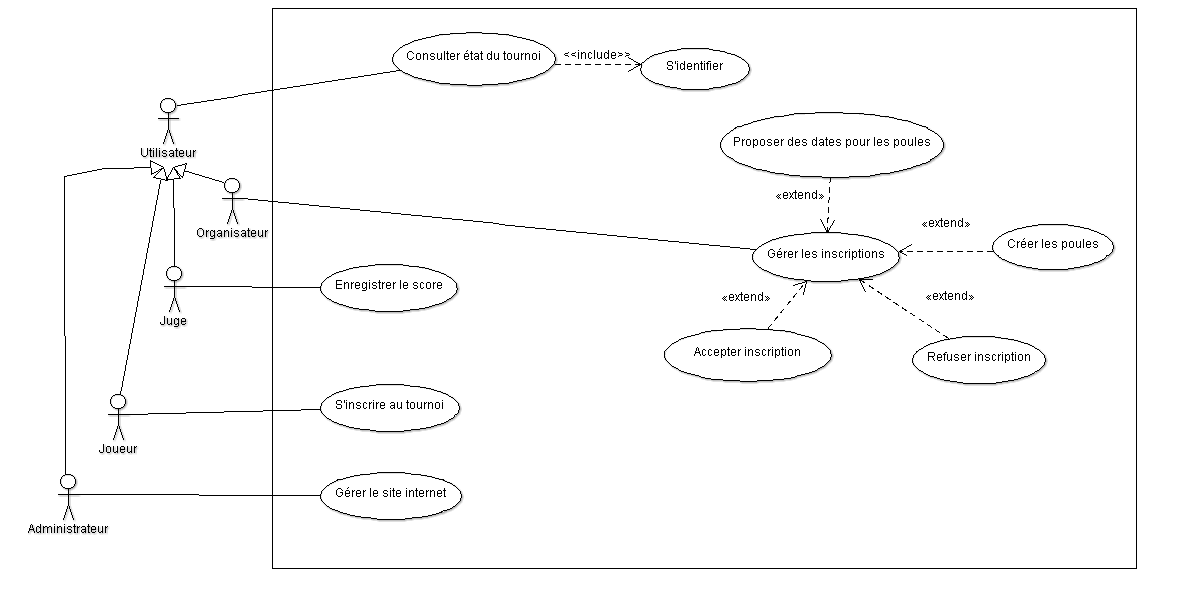 Consulter état du tournoi
<<include>>
S'identifier
Utilisateur
Proposer des dates pour les poules
«extend»
Organisateur
«extend»
Créer les poules
Gérer les inscriptions
Enregistrer le score
«extend»
«extend»
Juge
Accepter inscription
Refuser inscription
S'inscrire au tournoi
Joueur
Gérer le site internet
Administrateur